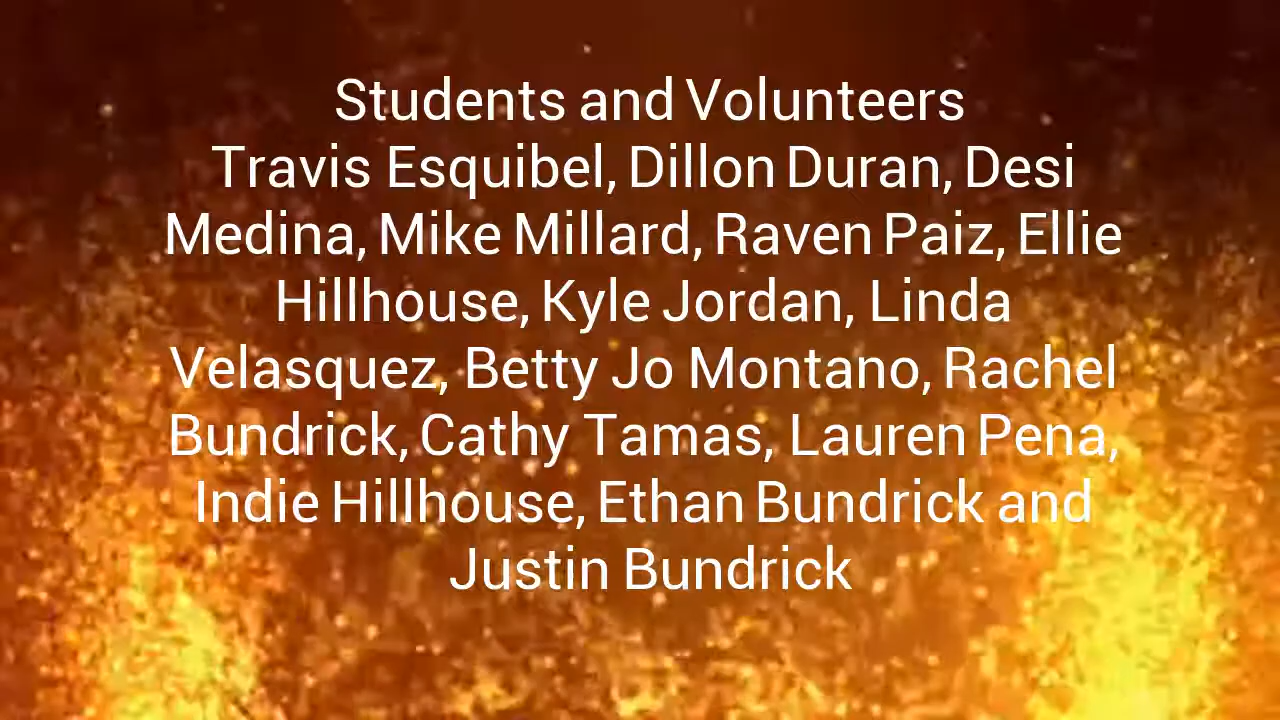 Students and Volunteers
Travis Esquibel, Dillon Duran, Desi
Medina, Mike Millard, Raven Paiz, Ellie
Hillhouse, Kyle Jordan, Linda
Velasquez, Betty Jo Montano, Rachel
Bundrick, Cathy Tamas, Lauren Pena,
Indie Hillhouse, Ethan Bundrick and
Justin Bundrick